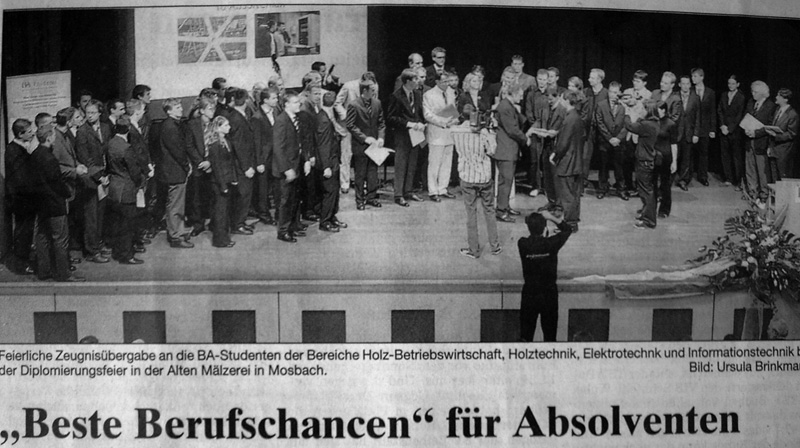 Feierliche Zeugnisübergabe an die BA-Studenten der Bereiche Holz-Betriebswirtschaft, Holztechnik, Elektrotechnk und Informationstechnik b
der Diplomierungsfeier in der Alten Mälzerei in Mosbach.
Bild: Ursula Brinkma
„Beste Berufschancen“ für Absolventen